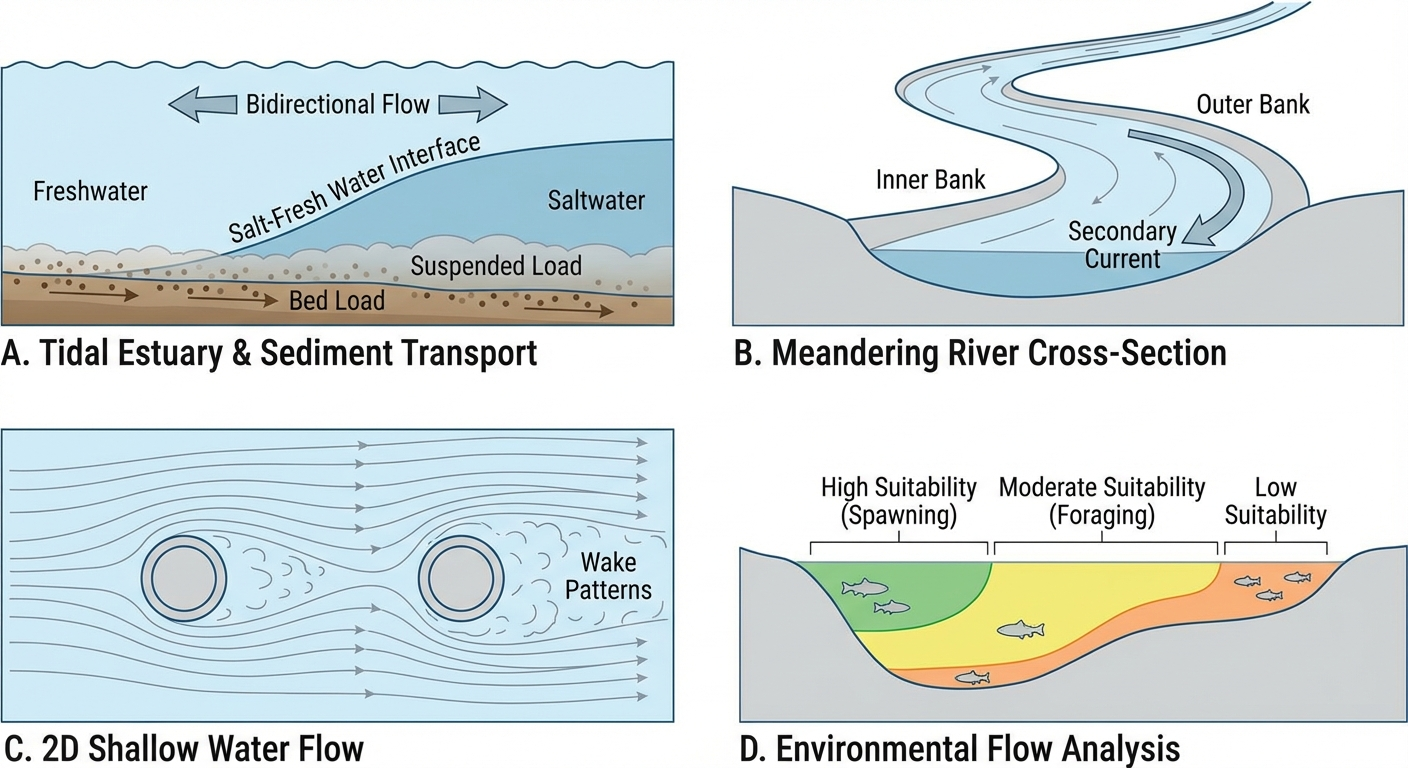 Bidirectional Flow
Freshwater
Salt-Fresh Water Interface
Saltwater
Suspended Load
Bed Load
A. Tidal Estuary & Sediment Transport
Outer Bank
Inner Bank
Secondary
Current
B. Meandering River Cross-Section
Wake
Patterns
C. 2D Shallow Water Flow
High Suitability
(Spawning)
Moderate Suitability
(Foraging)
Low
Suitability
D. Environmental Flow Analysis